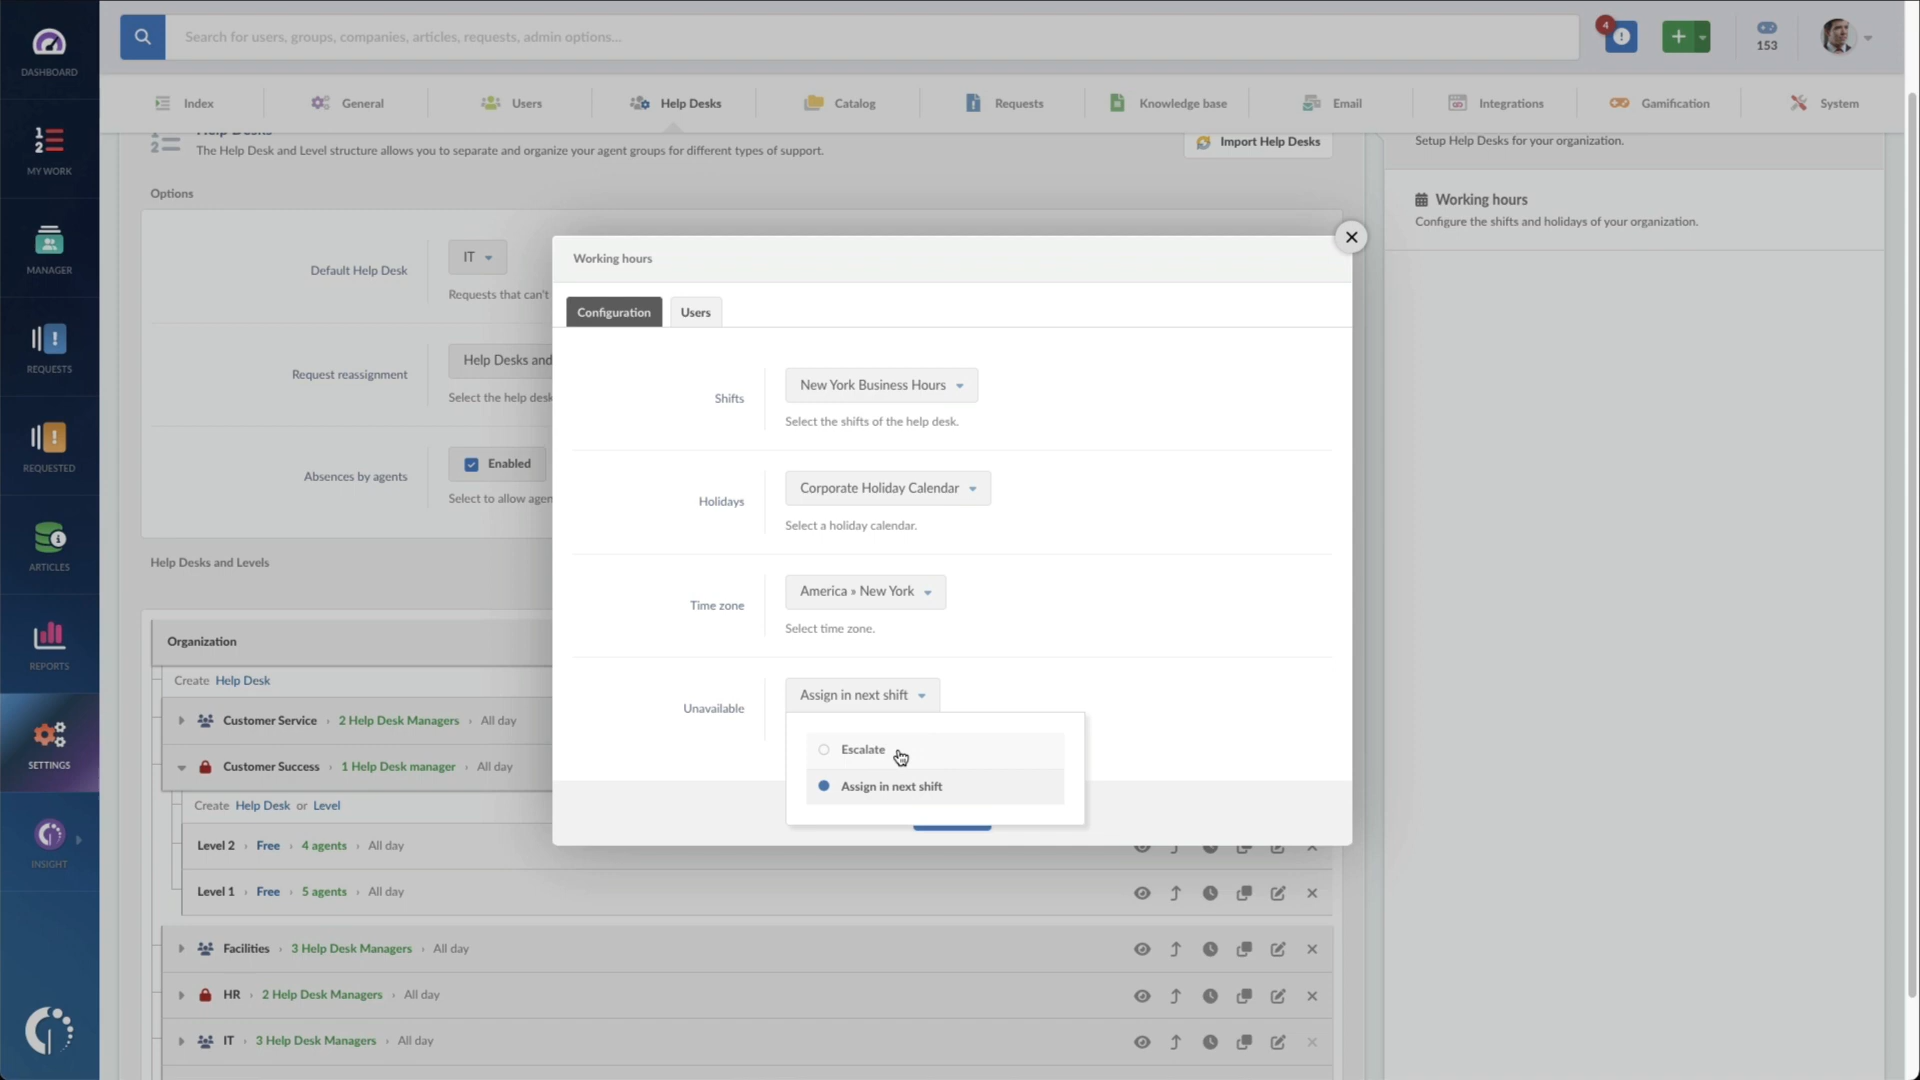 Search for users, groups, companies, articles, requests, admin options...
4
153
DASHBOARD
MY WORK
MANAGER
REQUESTS
REQUESTED
ARTICLES
REPORTS
SETTINGS
INSIGHT
Index
General
Users
Help Desks
Catalog
Requests
Knowledge base
Email
Integrations
Gamification
System
Help Desks
The Help Desk and Level structure allows you to separate and organize your agent groups for different types of support.
Import Help Desks
Setup Help Desks for your organization.
Working hours
Configure the shifts and holidays of your organization.
Options
Default Help Desk
IT
Requests that can't
Request reassignment
Help Desks and
Select the help desk
Absences by agents
Enabled
Select to allow agen
Help Desks and Levels
Organization
Create Help Desk
Customer Service › 2 Help Desk Managers › All day
Customer Success › 1 Help Desk manager › All day
Create Help Desk or Level
Level 2 › Free › 4 agents › All day
Level 1 › Free › 5 agents › All day
Facilities › 3 Help Desk Managers › All day
HR › 2 Help Desk Managers › All day
IT › 3 Help Desk Managers › All day
Working hours
Configuration
Users
Shifts
New York Business Hours
Select the shifts of the help desk.
Holidays
Corporate Holiday Calendar
Select a holiday calendar.
Time zone
America » New York
Select time zone.
Unavailable
Assign in next shift
Escalate
Assign in next shift